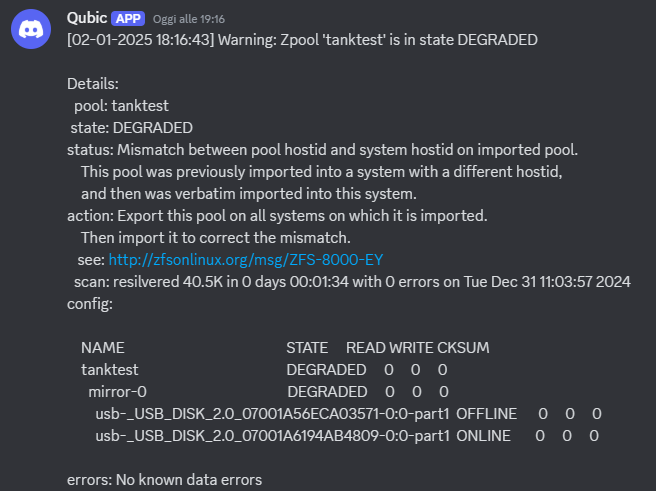 Qubic APP Oggi alle 19:16
[02-01-2025 18:16:43] Warning: Zpool 'tanktest' is in state DEGRADED
Details:
pool: tanktest
state: DEGRADED
status: Mismatch between pool hostid and system hostid on imported pool.
This pool was previously imported into a system with a different hostid,
and then was verbatim imported into this system.
action: Export this pool on all systems on which it is imported.
Then import it to correct the mismatch.
see: http://zfsonlinux.org/msg/ZFS-8000-EY
scan: resilvered 40.5K in 0 days 00:01:34 with 0 errors on Tue Dec 31 11:03:57 2024
config:
NAME STATE READ WRITE CKSUM
tanktest DEGRADED 0 0 0
mirror-0 DEGRADED 0 0 0
usb-_USB_DISK_2.0_07001A56ECA03571-0:0-part1 OFFLINE 0 0 0
usb-_USB_DISK_2.0_07001A6194AB4809-0:0-part1 ONLINE 0 0 0
errors: No known data errors